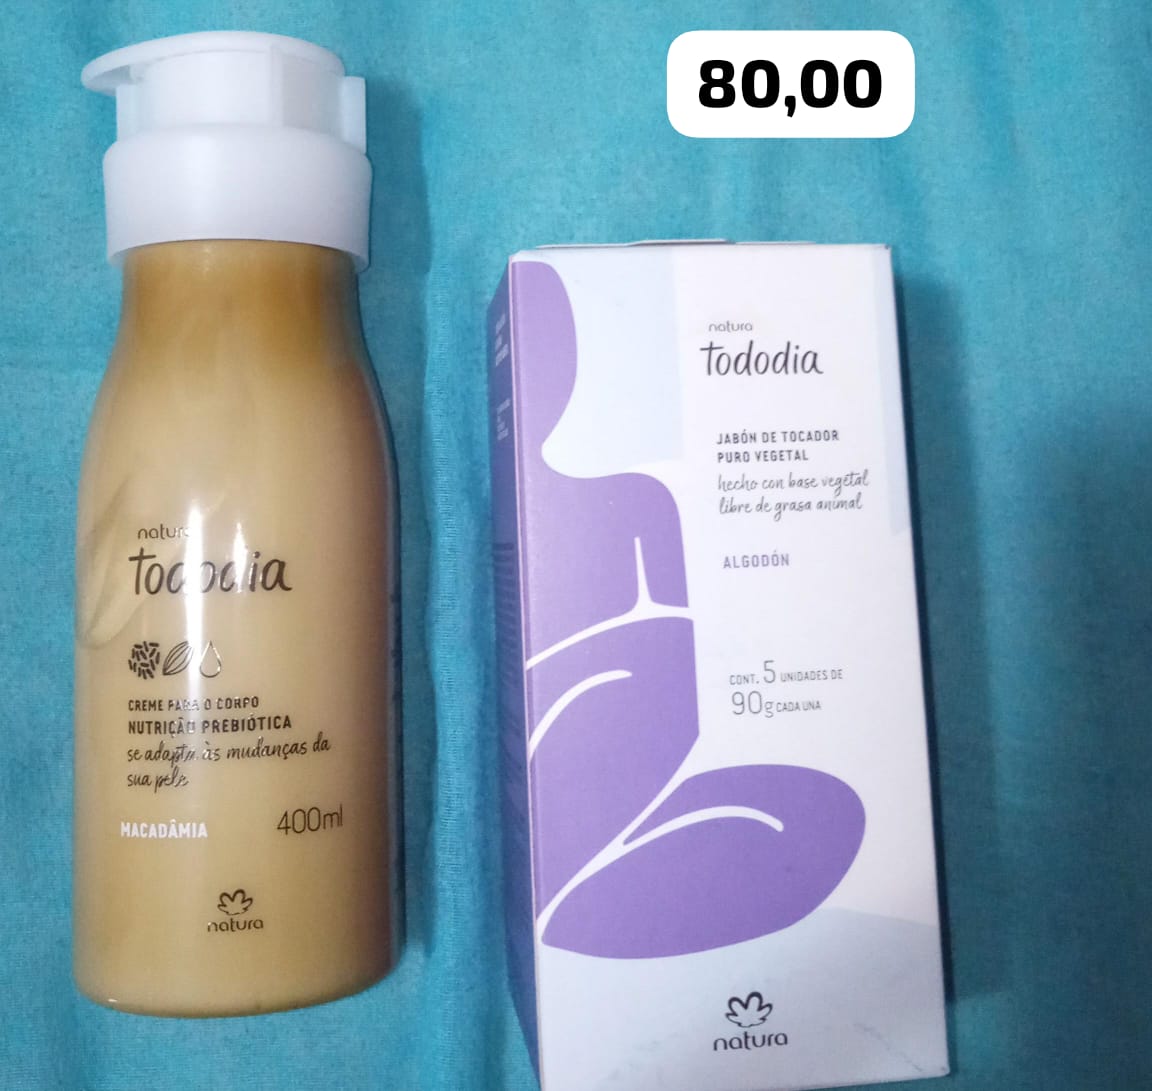 80,00
natura
tododia
CREME PARA O CORPO
NUTRIÇÃO PREBIÓTICA
se adapta às mudanças da
sua pele
MACADÂMIA
400ml
natura
natura
tododia
JABÓN DE TOCADOR
PURO VEGETAL
hecho con base vegetal
libre de grasa animal
ALGODÓN
CONT. 5 UNIDADES DE
90g CADA UNA
natura